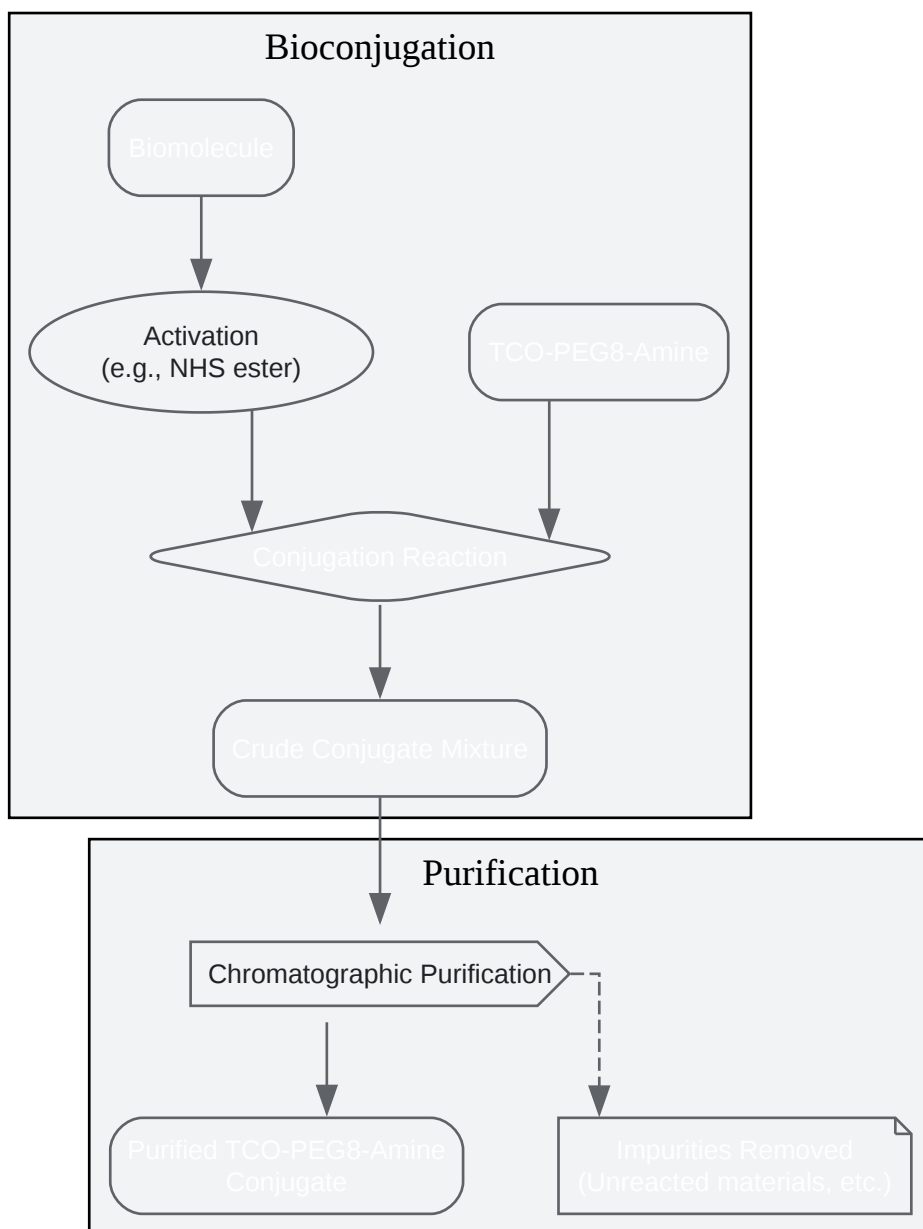 Bioconjugation
Biomolecule
Activation
(e.g., NHS ester)
TCO-PEG8-Amine
Conjugation Reaction
Crude Conjugate Mixture
Purification
Chromatographic Purification
Purified TCO-PEG8-Amine
Conjugate
Impurities Removed
(Unreacted materials, etc.)